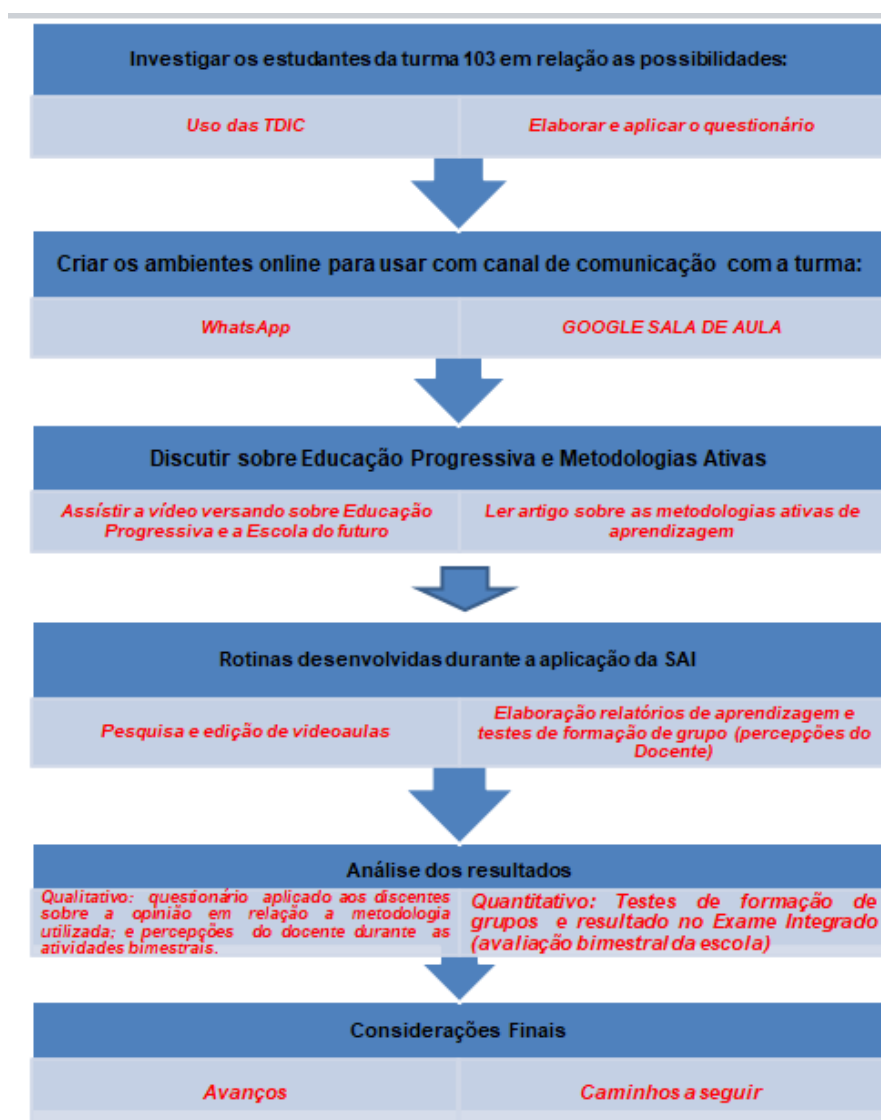 Investigar os estudantes da turma 103 em relação as possibilidades:
Uso das TDIC
Elaborar e aplicar o questionário
Criar os ambientes online para usar com canal de comunicação com a turma:
WhatsApp
GOOGLE SALA DE AULA
Discutir sobre Educação Progressiva e Metodologias Ativas
Assístir a vídeo versando sobre Educação
Progressiva e a Escola do futuro
Ler artigo sobre as metodologias ativas de
aprendizagem
Rotinas desenvolvidas durante a aplicação da SAI
Pesquisa e edição de videoaulas
Elaboração relatórios de aprendizagem e
testes de formação de grupo (percepções do
Docente)
Análise dos resultados
Qualitativo: questionário aplicado aos discentes
sobre a opinião em relação a metodologia
utilizada; e percepções do docente durante as
atividades bimestrais.
Quantitativo: Testes de formação de
grupos e resultado no Exame Integrado
(avaliação bimestral da escola)
Considerações Finais
Avanços
Caminhos a seguir